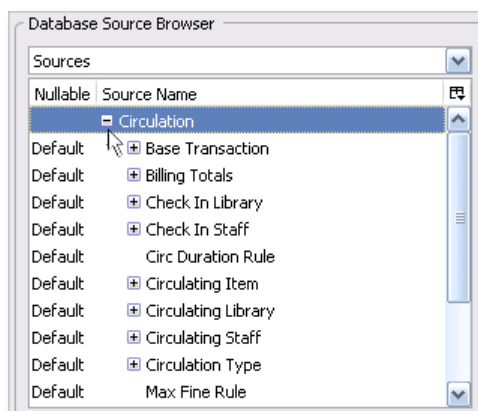 Database Source Browser
Sources
Nullable Source Name
Circulation
Default Base Transaction
Default Billing Totals
Default Check In Library
Default Check In Staff
Default Circ Duration Rule
Default Circulating Item
Default Circulating Library
Default Circulating Staff
Default Circulation Type
Default Max Fine Rule